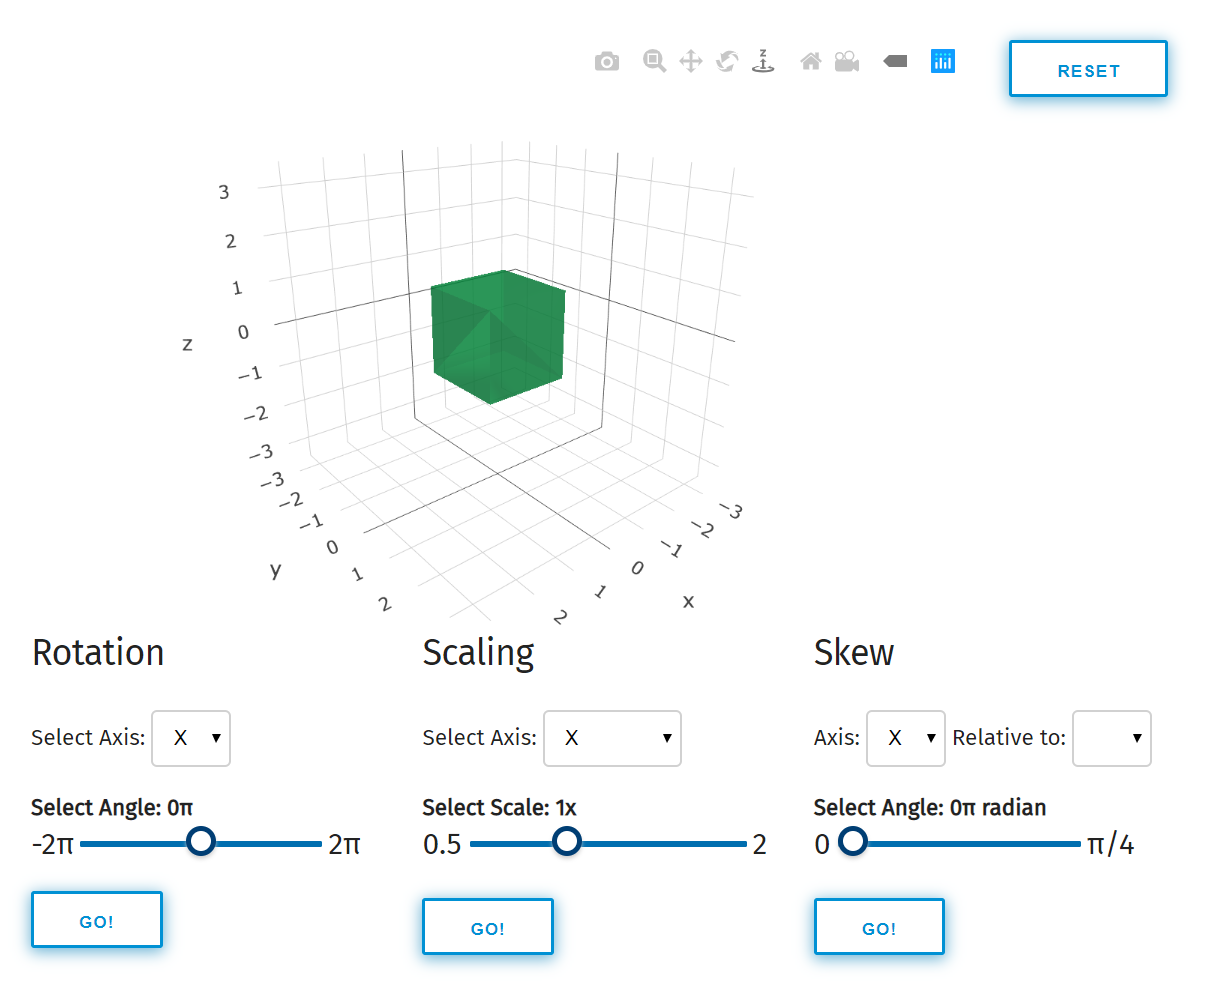 z
RESET
3
2
1
0
z
−1
−2
−3
−3
−2
−1
0
1
2
y
−3
−2
−1
0
1
2
x
Rotation
Scaling
Skew
Select Axis: X
Select Axis: X
Axis: X Relative to:
Select Angle: 0π
Select Scale: 1x
Select Angle: 0π radian
-2π 2π
0.5 2
0 π/4
GO!
GO!
GO!